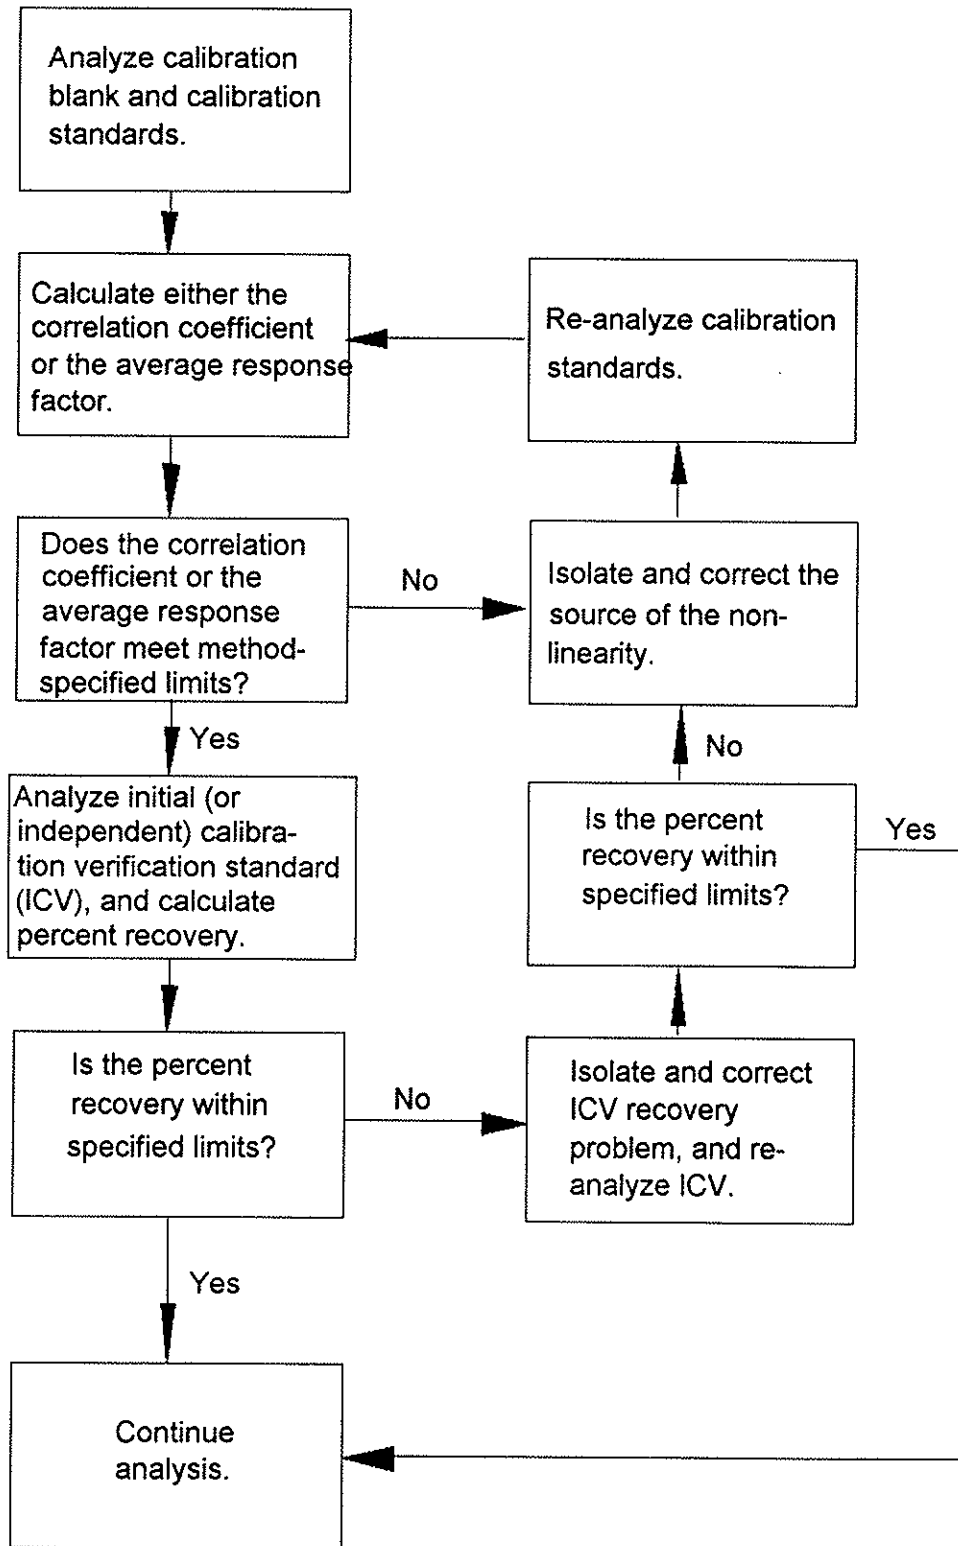 Analyze calibration
blank and calibration
standards.
Calculate either the
correlation coefficient
or the average response
factor.
Re-analyze calibration
standards.
Does the correlation
coefficient or the
average response
factor meet method-
specified limits?
No
Isolate and correct the
source of the non-
linearity.
Yes
No
Analyze initial (or
independent) calibra-
tion verification standard
(ICV), and calculate
percent recovery.
Is the percent
recovery within
specified limits?
Yes
Is the percent
recovery within
specified limits?
No
Isolate and correct
ICV recovery
problem, and re-
analyze ICV.
Yes
Continue
analysis.